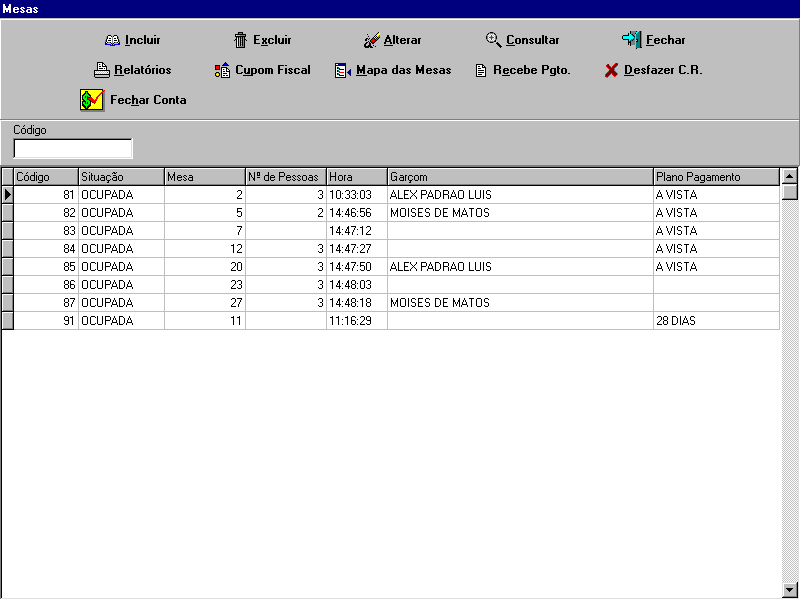 Mesas
Incluir Excluir Alterar Consultar Fechar
Relatórios Cupom Fiscal Mapa das Mesas Recebe Pgto. Desfazer C.R.
Fechar Conta
Código
Código Situação Mesa Nº de Pessoas Hora Garçom Plano Pagamento
81 OCUPADA 2 3 10:33:03 ALEX PADRAO LUIS A VISTA
82 OCUPADA 5 2 14:46:56 MOISES DE MATOS A VISTA
83 OCUPADA 7 14:47:12 A VISTA
84 OCUPADA 12 3 14:47:27 A VISTA
85 OCUPADA 20 3 14:47:50 ALEX PADRAO LUIS A VISTA
86 OCUPADA 23 3 14:48:03
87 OCUPADA 27 3 14:48:18 MOISES DE MATOS
91 OCUPADA 11 11:16:29 28 DIAS